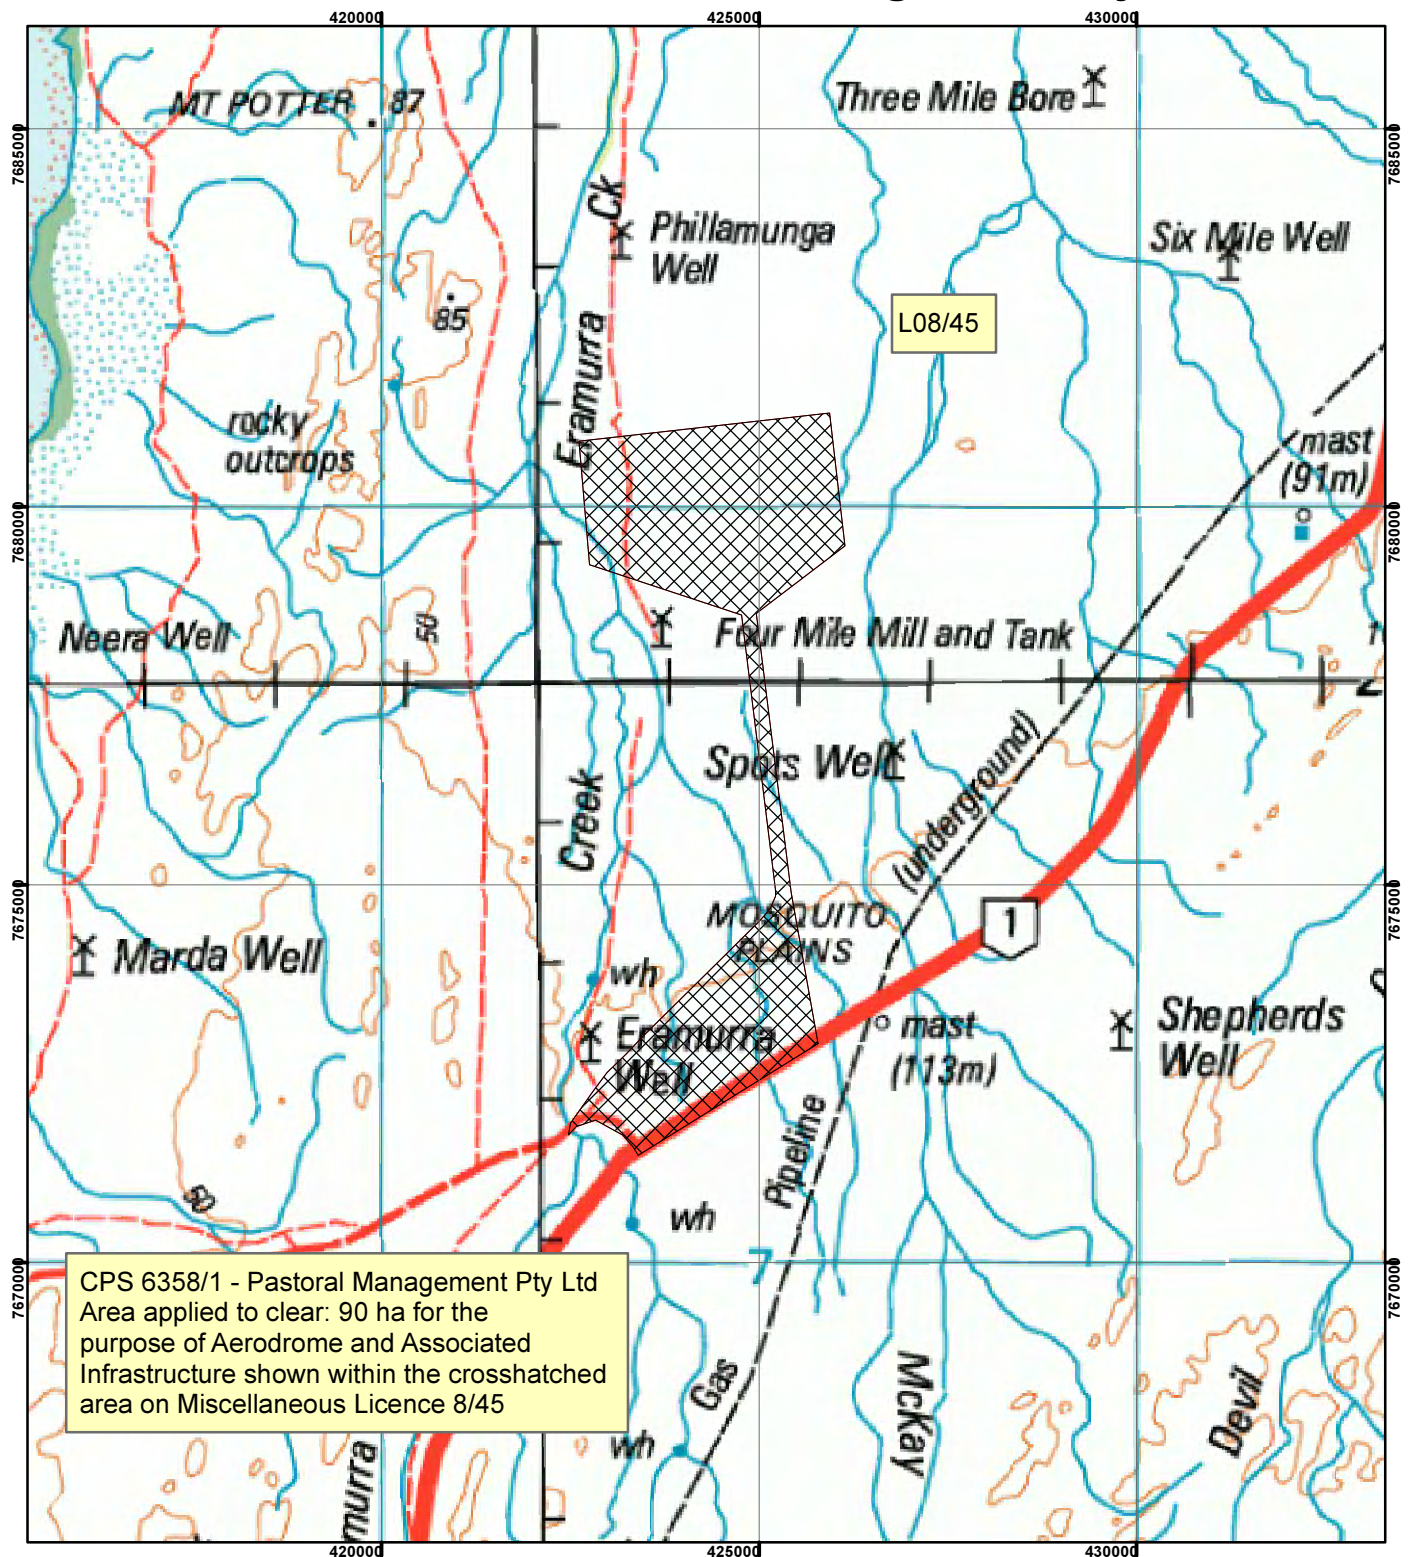 420000
425000
430000
MT POTTER
87
Three Mile Bore
7685000
7685000
Ck
Phillamunga
Well
Six Mile Well
85
L08/45
Eramurra
rocky
outcrops
mast
(91m)
7680000
7680000
50
Neera Well
Four Mile Mill and Tank
Spots Well
(underground)
Creek
7675000
7675000
MOSQUITO
PLAINS
1
Marda Well
wh
Eramurra
Well
7
mast
(113m)
Shepherds
Well
Pipeline
50
wh
7670000
7670000
7
CPS 6358/1 - Pastoral Management Pty Ltd
Area applied to clear: 90 ha for the
purpose of Aerodrome and Associated
Infrastructure shown within the crosshatched
area on Miscellaneous Licence 8/45
Gas
McKay
Devil
wh
murra
420000
425000
430000